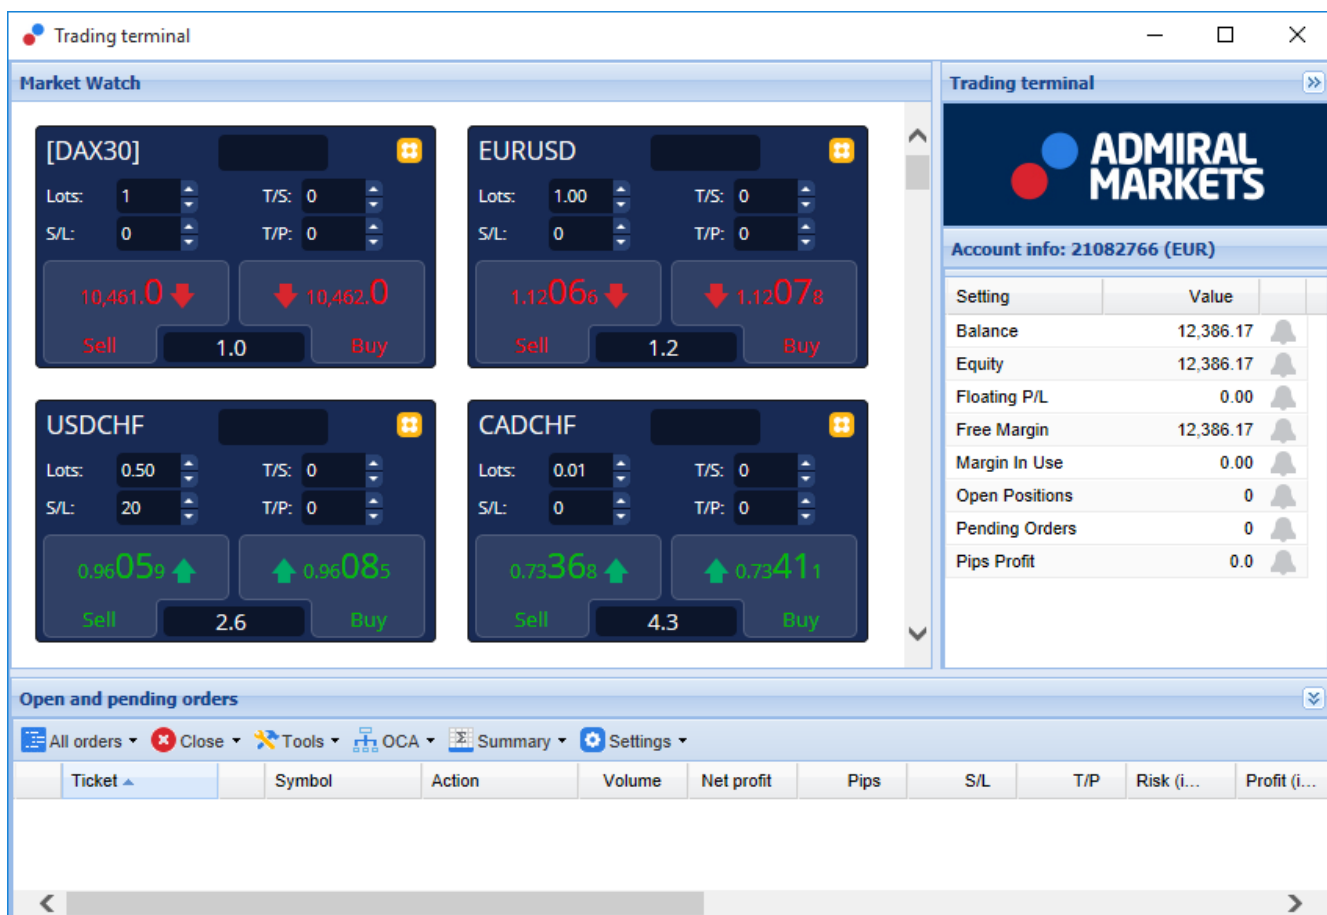 Trading terminal
Market Watch
[DAX30]
Lots: 1 T/S: 0
S/L: 0 T/P: 0
10,461.0 10,462.0
Sell 1.0 Buy
EURUSD
Lots: 1.00 T/S: 0
S/L: 0 T/P: 0
1.12066 1.12078
Sell 1.2 Buy
USDCHF
Lots: 0.50 T/S: 0
S/L: 20 T/P: 0
0.96059 0.96085
Sell 2.6 Buy
CADCHF
Lots: 0.01 T/S: 0
S/L: 0 T/P: 0
0.73368 0.73411
Sell 4.3 Buy
Trading terminal
ADMIRAL
MARKETS
Account info: 21082766 (EUR)
Setting Value
Balance 12,386.17
Equity 12,386.17
Floating P/L 0.00
Free Margin 12,386.17
Margin In Use 0.00
Open Positions 0
Pending Orders 0
Pips Profit 0.0
Open and pending orders
All orders Close Tools OCA Summary Settings
Ticket Symbol Action Volume Net profit Pips S/L T/P Risk (i... Profit (i...